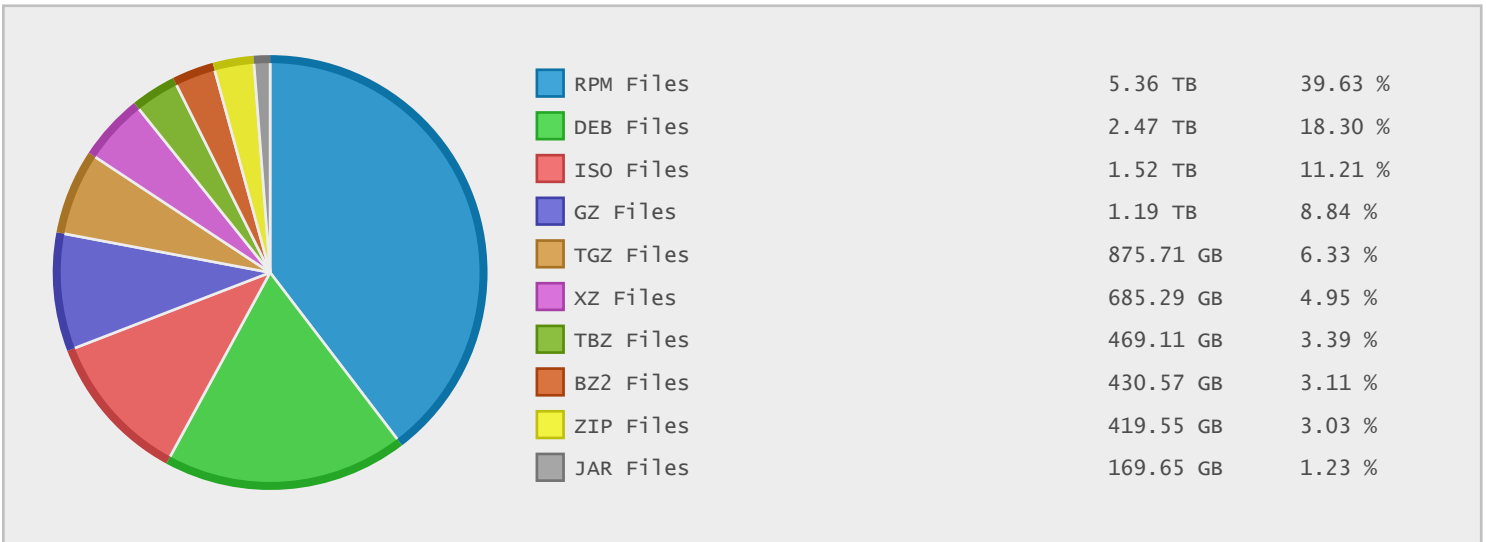 RPM Files 5.36 TB 39.63 %
DEB Files 2.47 TB 18.30 %
ISO Files 1.52 TB 11.21 %
GZ Files 1.19 TB 8.84 %
TGZ Files 875.71 GB 6.33 %
XZ Files 685.29 GB 4.95 %
TBZ Files 469.11 GB 3.39 %
BZ2 Files 430.57 GB 3.11 %
ZIP Files 419.55 GB 3.03 %
JAR Files 169.65 GB 1.23 %